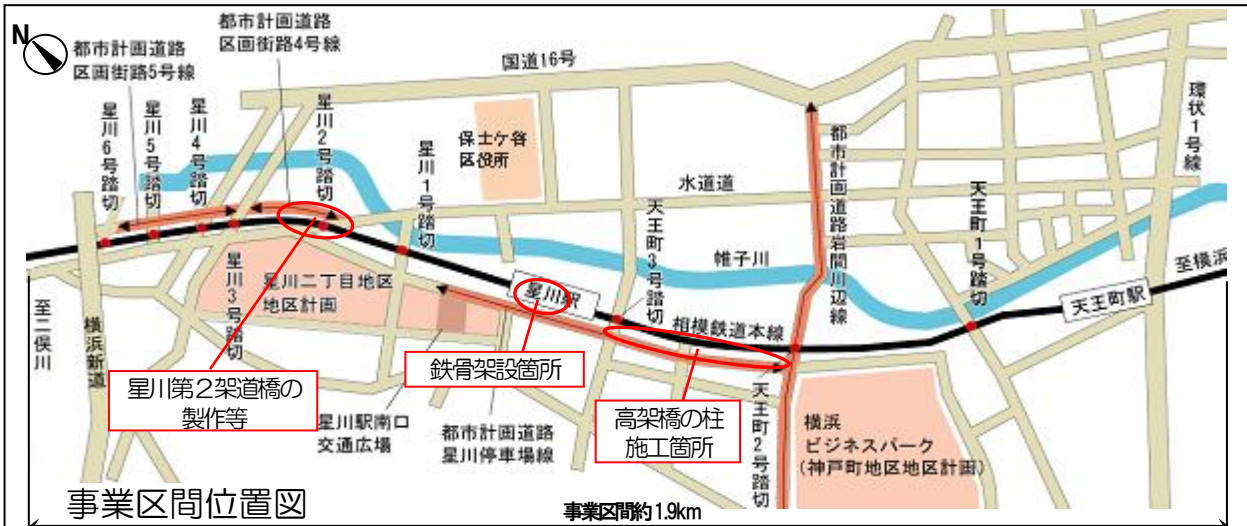 N
都市計画道路
区画街路5号線
都市計画道路
区画街路4号線
国道16号
環状1号線
星川6号踏切
星川5号踏切
星川4号踏切
星川2号踏切
星川1号踏切
保土ケ谷
区役所
水道道
都市計画道路岩間川辺線
天王町3号踏切
天王町1号踏切
帷子川
至横浜
星川駅
天王町駅
相模鉄道本線
至二俣川
横浜新道
星川3号踏切
星川二丁目地区
地区計画
星川第2架道橋の
製作等
鉄骨架設箇所
高架橋の柱
施工箇所
星川駅南口
交通広場
都市計画道路
星川停車場線
天王町2号踏切
横浜
ビジネスパーク
(神戸町地区地区計画)
事業区間位置図
事業区間約1.9km